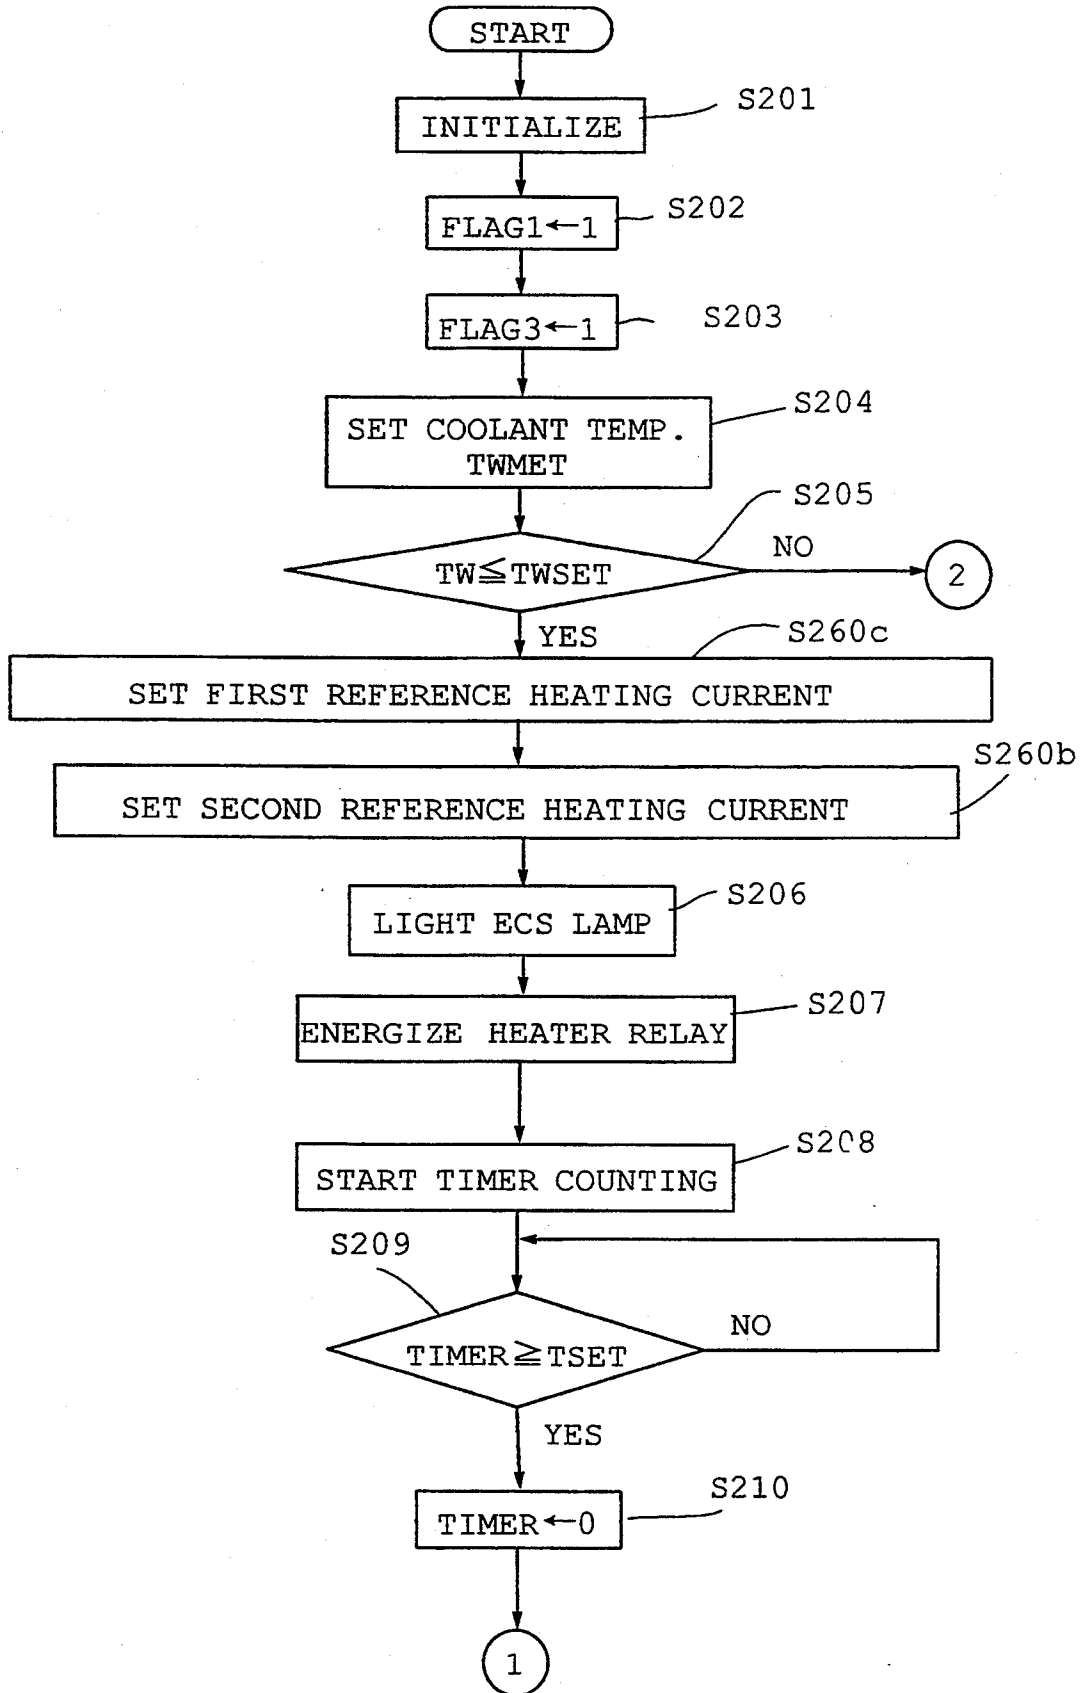 START
S201
INITIALIZE
S202
FLAG1←1
S203
FLAG3←1
S204
SET COOLANT TEMP.
TWMET
S205
TW≦TWSET
NO
2
YES
S260c
SET FIRST REFERENCE HEATING CURRENT
S260b
SET SECOND REFERENCE HEATING CURRENT
S206
LIGHT ECS LAMP
S207
ENERGIZE HEATER RELAY
S208
START TIMER COUNTING
S209
TIMER≧TSET
NO
YES
S210
TIMER←0
1